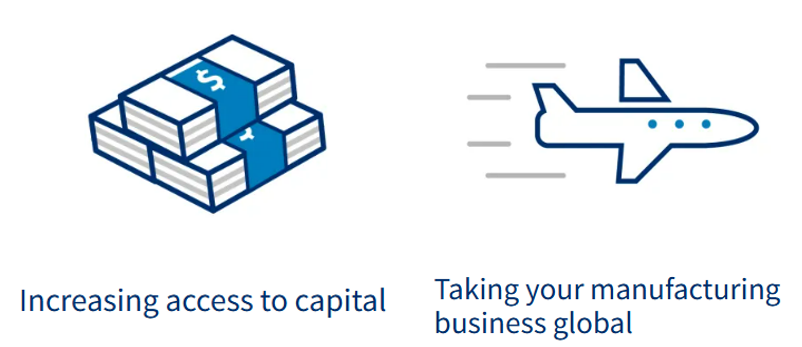 $
Increasing access to capital
Taking your manufacturing
business global